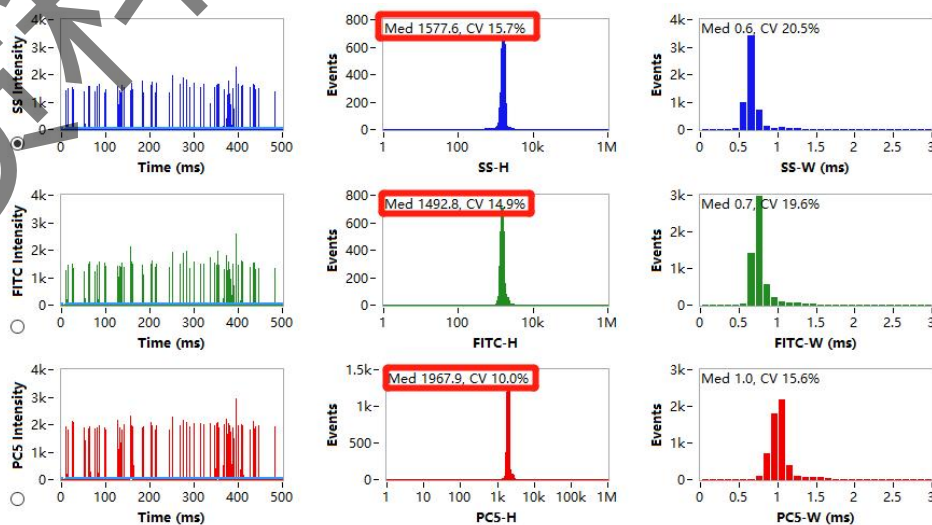 4k
3k
2k
1k
0
SS Intensity
0 100 200 300 400 500
Time (ms)
800
600
400
200
0
Events
Med 1577.6, CV 15.7%
1 100 10k 1M
SS-H
4k
3k
2k
1k
0
Events
Med 0.6, CV 20.5%
0 0.5 1 1.5 2 2.5 3
SS-W (ms)
4k
3k
2k
1k
0
FITC Intensity
0 100 200 300 400 500
Time (ms)
800
600
400
200
0
Events
Med 1492.8, CV 14.9%
1 100 10k 1M
FITC-H
3k
2k
1k
0
Events
Med 0.7, CV 19.6%
0 0.5 1 1.5 2 2.5 3
FITC-W (ms)
4k
3k
2k
1k
0
PC5 Intensity
0 100 200 300 400 500
Time (ms)
1.5k
1k
500
0
Events
Med 1967.9, CV 10.0%
1 10 100 1k 10k 100k 1M
PC5-H
3k
2k
1k
0
Events
Med 1.0, CV 15.6%
0 0.5 1 1.5 2 2.5 3
PC5-W (ms)